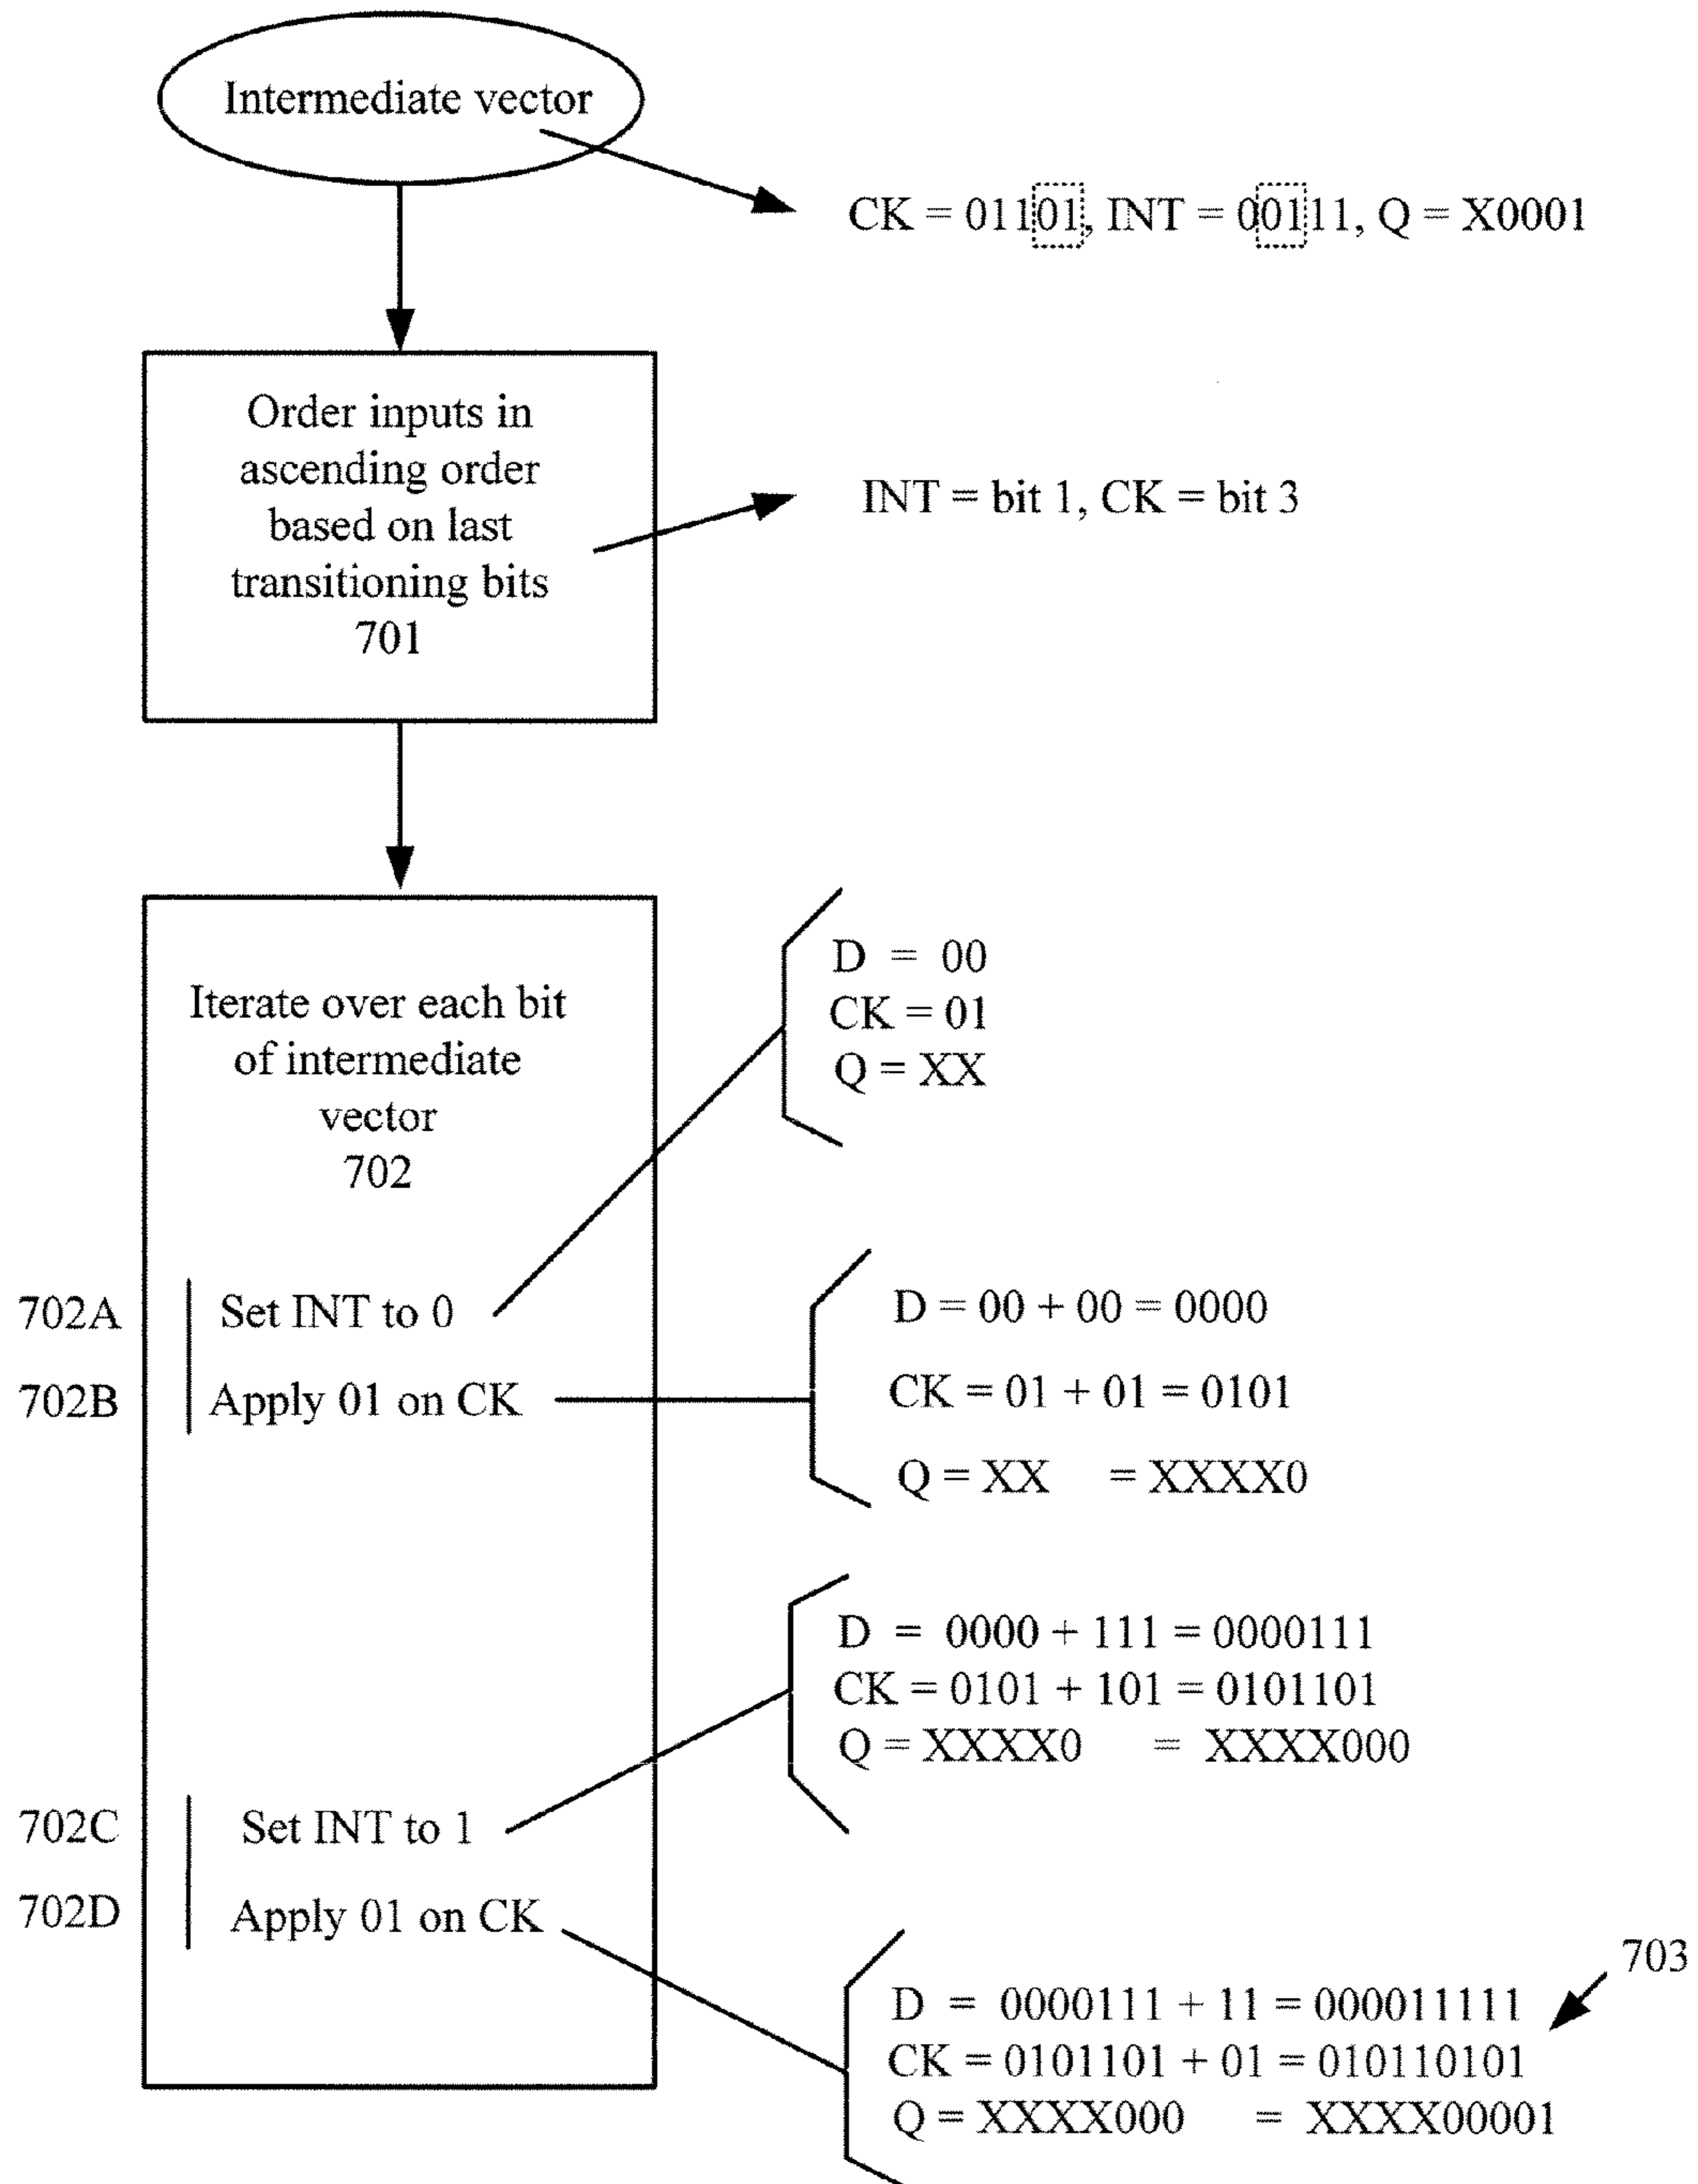 Intermediate vector
CK = 01101, INT = 00111, Q = X0001
Order inputs in
ascending order
based on last
transitioning bits
701
INT = bit 1, CK = bit 3
Iterate over each bit
of intermediate
vector
702
D = 00
CK = 01
Q = XX
702A
Set INT to 0
702B
Apply 01 on CK
D = 00 + 00 = 0000
CK = 01 + 01 = 0101
Q = XX = XXXX0
D = 0000 + 111 = 0000111
CK = 0101 + 101 = 0101101
Q = XXXX0 = XXXX000
702C
Set INT to 1
702D
Apply 01 on CK
703
D = 0000111 + 11 = 000011111
CK = 0101101 + 01 = 010110101
Q = XXXX000 = XXXX00001